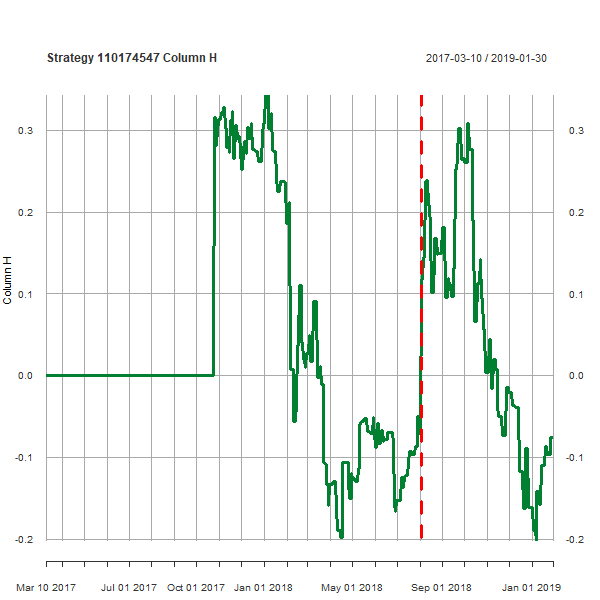 Strategy 110174547 Column H
2017-03-10 / 2019-01-30
Column H
0.3
0.3
0.2
0.2
0.1
0.1
0.0
0.0
-0.1
-0.1
-0.2
-0.2
Mar 10 2017
Jul 01 2017
Oct 01 2017
Jan 01 2018
May 01 2018
Sep 01 2018
Jan 01 2019